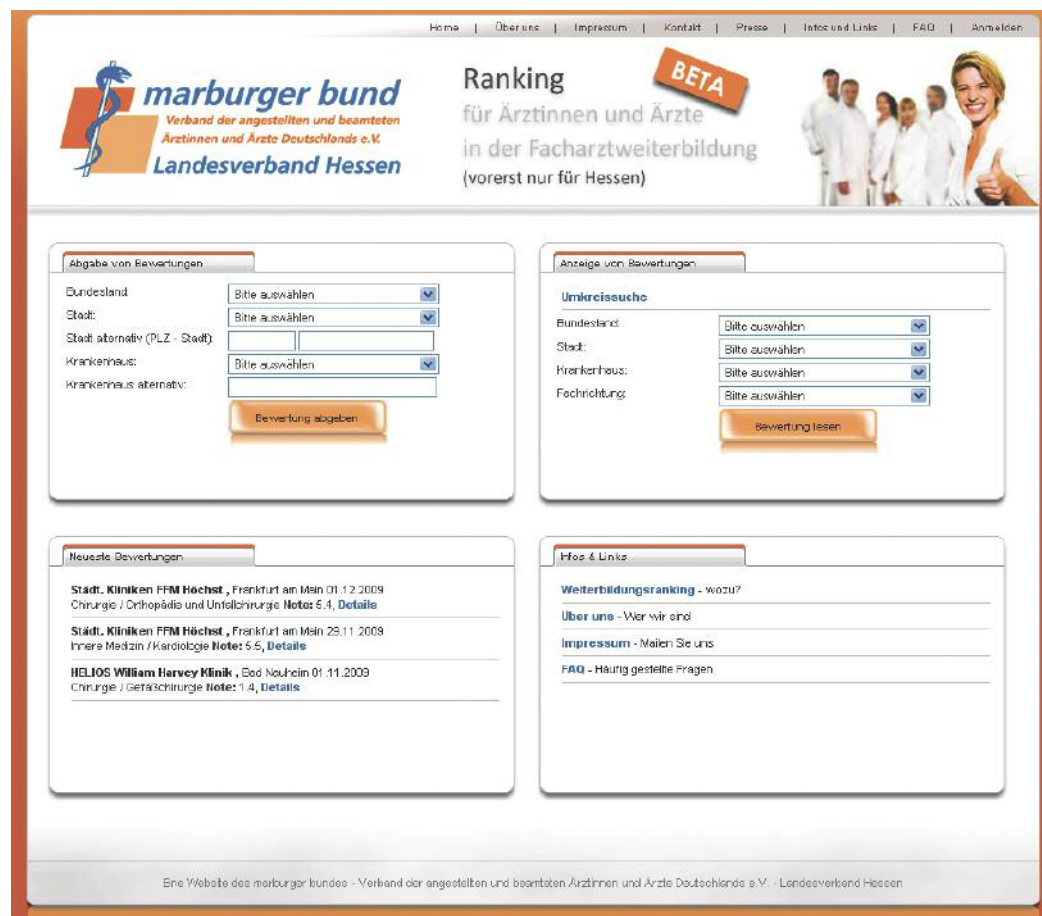 Home | Über uns | Impressum | Kontakt | Presse | Infos und Links | FAQ | Anmelden
marburger bund
Verband der angestellten und beamteten
Ärztinnen und Ärzte Deutschlands e.V.
Landesverband Hessen
Ranking
BETA
für Ärztinnen und Ärzte
in der Facharztweiterbildung
(vorerst nur für Hessen)
Abgabe von Bewertungen
Bundesland:
Bitte auswählen
Stadt:
Bitte auswählen
Stadt alternativ (PLZ - Stadt):
Krankenhaus:
Bitte auswählen
Krankenhaus alternativ:
Bewertung abgeben
Anzeige von Bewertungen
Umkreissuche
Bundesland:
Bitte auswählen
Stadt:
Bitte auswählen
Krankenhaus:
Bitte auswählen
Fachrichtung:
Bitte auswählen
Bewertung lesen
Neueste Bewertungen
Städt. Kliniken FFM Höchst , Frankfurt am Main 01.12.2009
Chirurgie / Orthopädie und Unfallchirurgie Note: 5.4, Details
Städt. Kliniken FFM Höchst , Frankfurt am Main 29.11.2009
Innere Medizin / Kardiologie Note: 5.5, Details
HELIOS William Harvey Klinik , Bad Nauheim 01.11.2009
Chirurgie / Gefäßchirurgie Note: 1.4, Details
Infos & Links
Weiterbildungsranking - wozu?
Über uns - Wer wir sind
Impressum - Mailen Sie uns
FAQ - Häufig gestellte Fragen
Eine Website des marburger bundes - Verband der angestellten und beamteten Ärztinnen und Ärzte Deutschlands e.V. - Landesverband Hessen